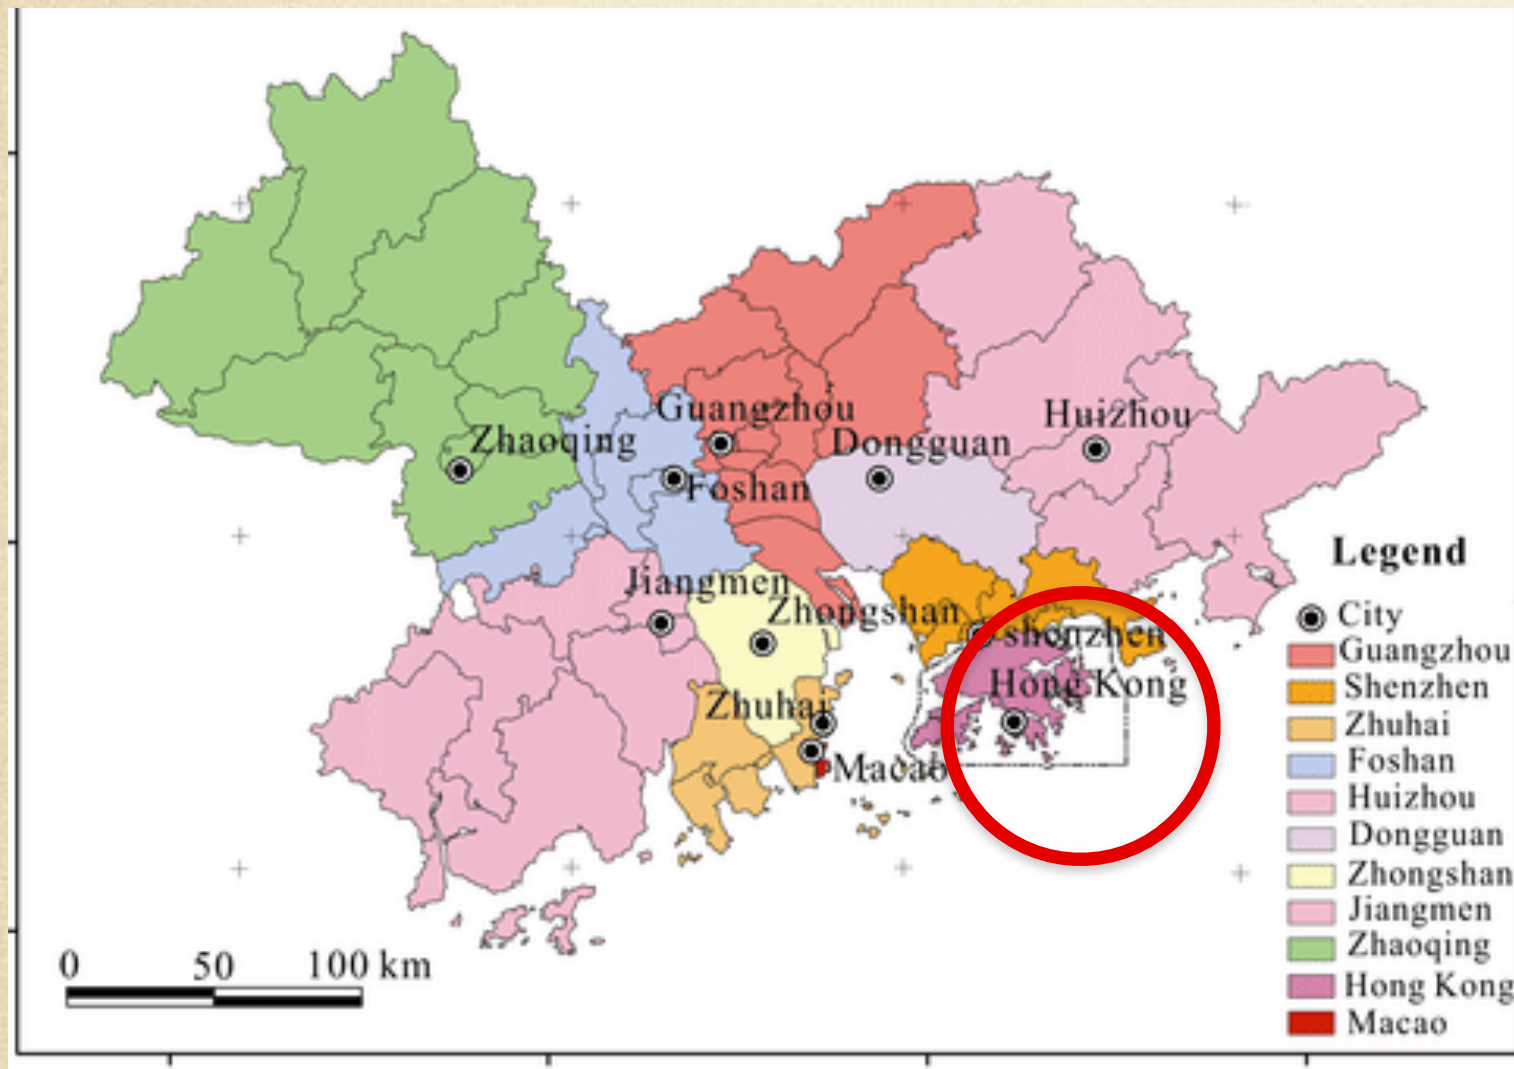 Guangzhou
Huizhou
Zhaoqing
Dongguan
Foshan
Jiangmen
Zhongshan
shenzhen
Hong Kong
Zhuhai
Macao
0 50 100 km
Legend
City
Guangzhou
Shenzhen
Zhuhai
Foshan
Huizhou
Dongguan
Zhongshan
Jiangmen
Zhaoqing
Hong Kong
Macao